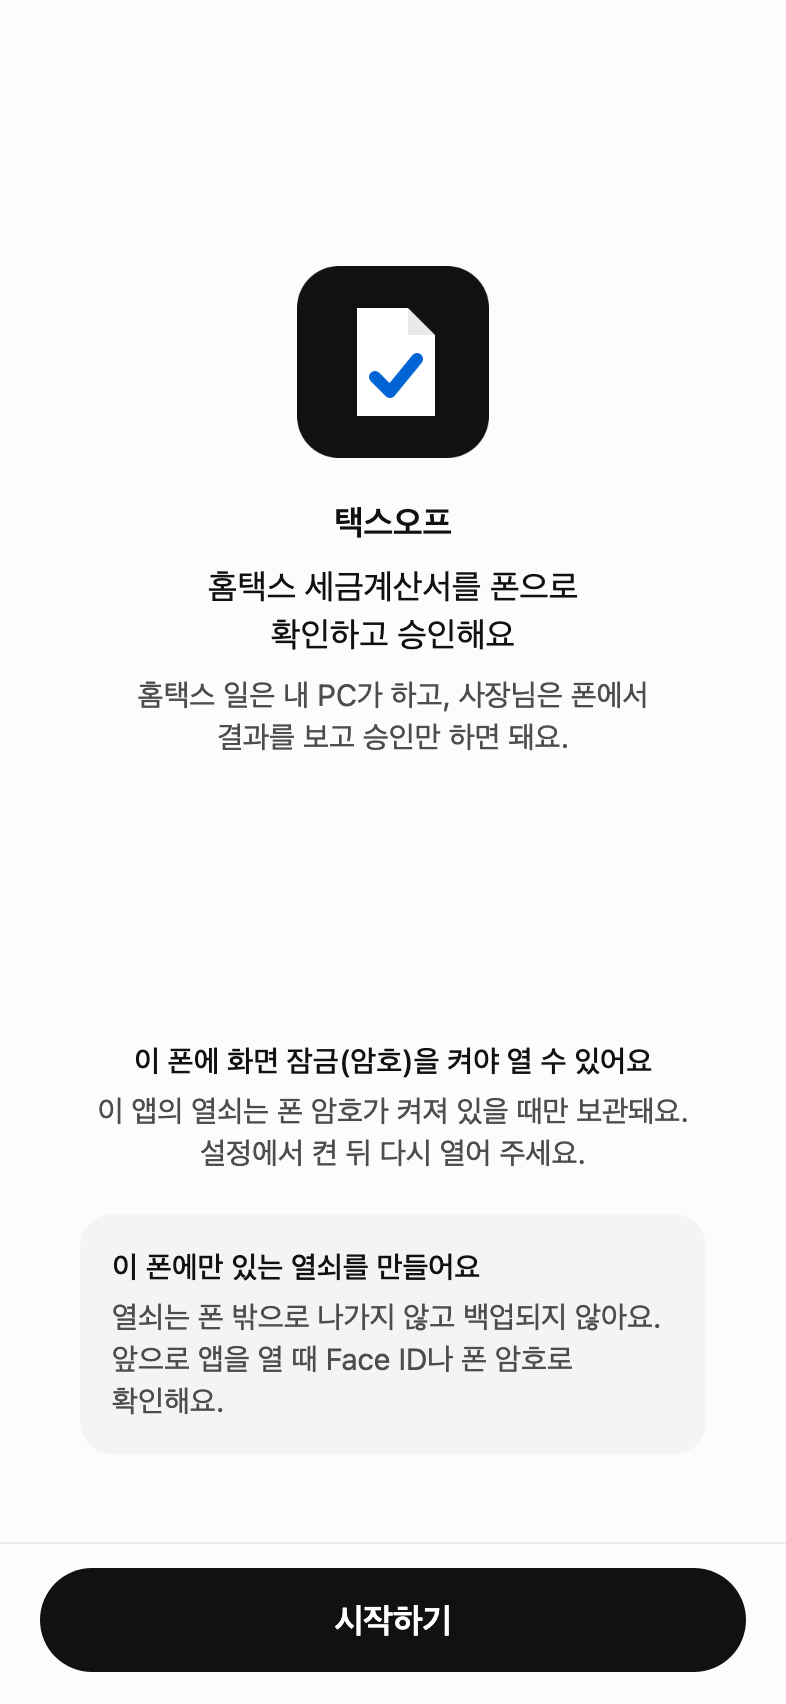 택스오프
홈택스 세금계산서를 폰으로
확인하고 승인해요
홈택스 일은 내 PC가 하고, 사장님은 폰에서
결과를 보고 승인만 하면 돼요.
이 폰에 화면 잠금(암호)을 켜야 열 수 있어요
이 앱의 열쇠는 폰 암호가 켜져 있을 때만 보관돼요.
설정에서 켠 뒤 다시 열어 주세요.
이 폰에만 있는 열쇠를 만들어요
열쇠는 폰 밖으로 나가지 않고 백업되지 않아요.
앞으로 앱을 열 때 Face ID나 폰 암호로
확인해요.
시작하기